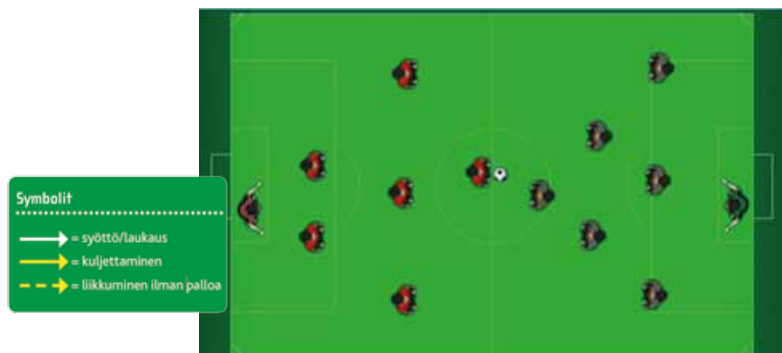 Symbolit
= syöttö/laukaus
= kuljettaminen
= liikkuminen ilman palloa